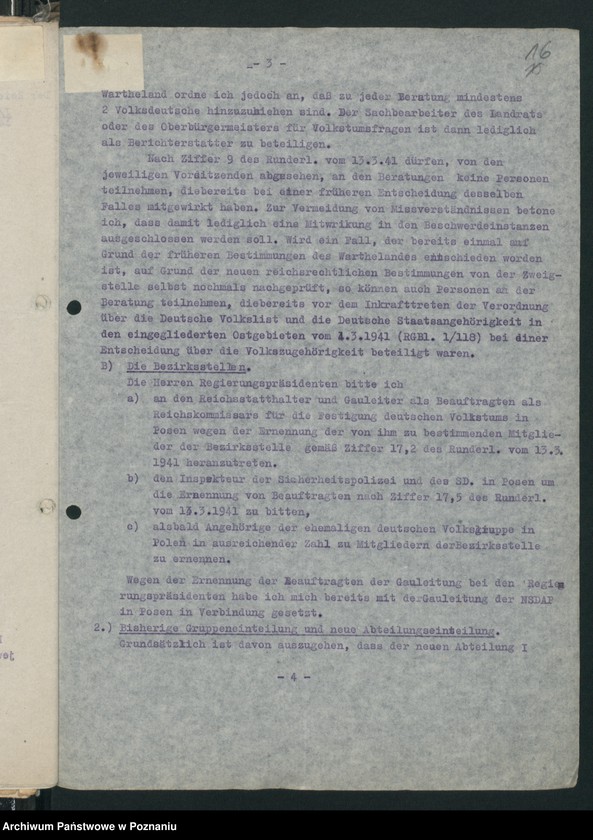 - 3 -
16
Wartheland ordne ich jedoch an, daß zu jeder Beratung mindestens
2 Volksdeutsche hinzuzuziehen sind. Der Sachbearbeiter des Landrats
oder des Oberbürgermeisters für Volkstumsfragen ist dann lediglich
als Berichterstatter zu beteiligen.
Nach Ziffer 9 des Runderl. vom 13.3.41 dürfen, von den
jeweiligen Vorsitzenden abgesehen, an den Beratungen keine Personen
teilnehmen, diebereits bei einer früheren Entscheidung desselben
Falles mitgewirkt haben. Zur Vermeidung von Missverständnissen betone
ich, dass damit lediglich eine Mitwrikung in den Beschwerdeinstanzen
ausgeschlossen werden soll. Wird ein Fall, der bereits einmal auf
Grund der früheren Bestimmungen des Warthelandes entschieden worden
ist, auf Grund der neuen reichsrechtlichen Bestimmungen von der Zweig-
stelle selbst nochmals nachgeprüft, so können auch Personen an der
Beratung teilnehmen, diebereits vor dem Inkrafttreten der Verordnung
über die Deutsche Volkslist und die Deutsche Staatsangehörigkeit in
den eingegliederten Ostgebieten vom 4.3.1941 (RGBl. 1/118) bei einer
Entscheidung über die Volkszugehörigkeit beteiligt waren.
B) Die Bezirksstellen.
Die Herren Regierungspräsidenten bitte ich
a) an den Reichsstatthalter und Gauleiter als Beauftragten als
Reichskommissars für die Festigung deutschen Volkstums in
Posen wegen der Ernennung der von ihm zu bestimmenden Mitglie-
der der Bezirksstelle gemäß Ziffer 17,2 des Runderl. vom 13.3.
1941 heranzutreten.
b) den Inspekteur der Sicherheitspolizei und des SD. in Posen um
die Ernennung von Beauftragten nach Ziffer 17,5 des Runderl.
vom 13.3.1941 zu bitten,
c) alsbald Angehörige der ehemaligen deutschen Volksgruppe in
Polen in ausreichender Zahl zu Mitgliedern derBezirksstelle
zu ernennen.
Wegen der Ernennung der Beauftragten der Gauleitung bei den Regie
rungspräsidenten habe ich mich bereits mit derGauleitung der NSDAP
in Posen in Verbindung gesetzt.
2.) Bisherige Gruppeneinteilung und neue Abteilungseinteilung.
Grundsätzlich ist davon auszugehen, dass der neuen Abteilung I
- 4 -
Archiwum Państwowe w Poznaniu